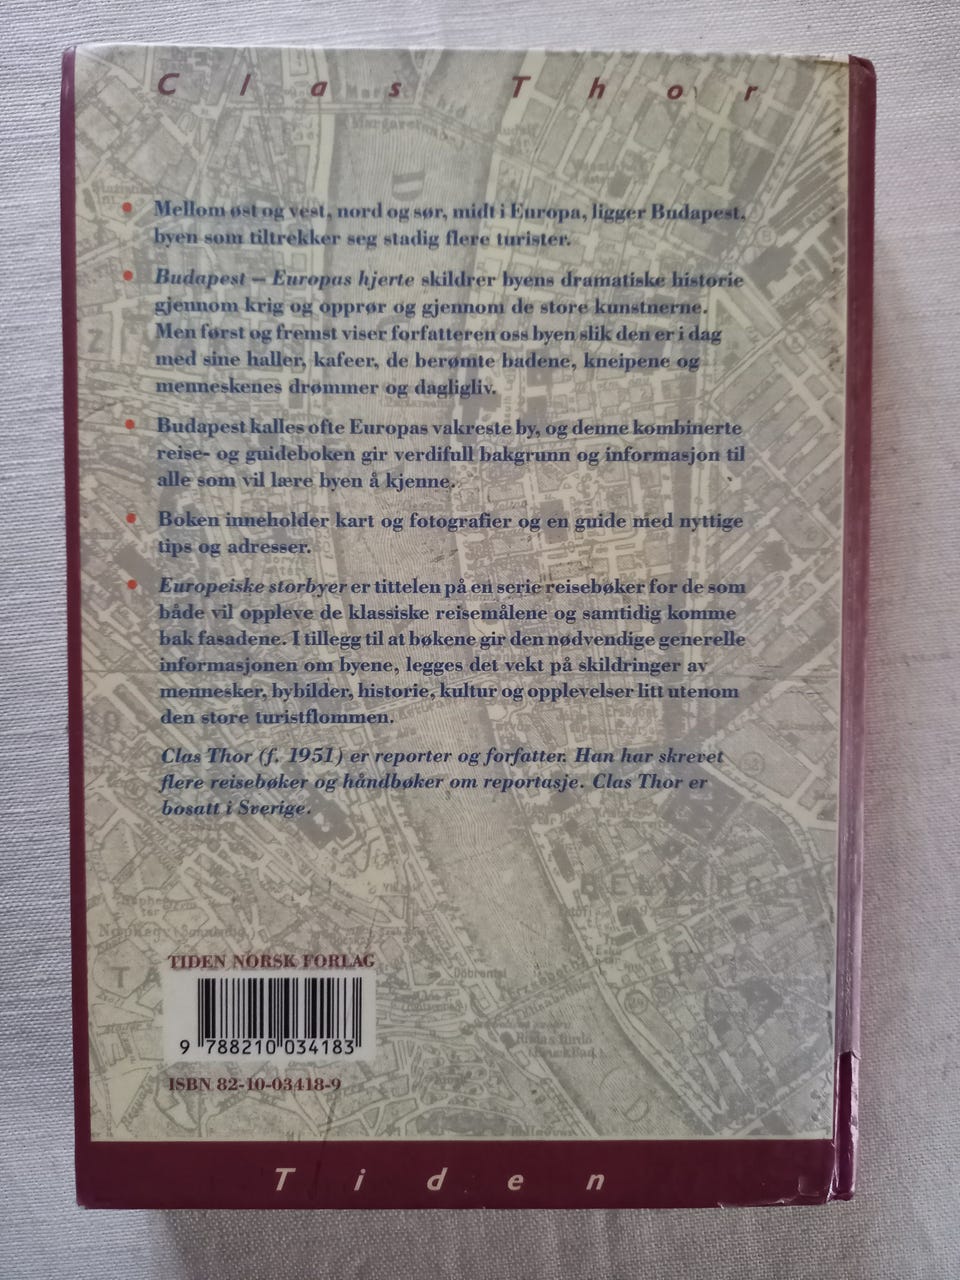 Clas Thor
• Mellom øst og vest, nord og sør, midt i Europa, ligger Budapest,
byen som tiltrekker seg stadig flere turister.
• Budapest – Europas hjerte skildrer byens dramatiske historie
gjennom krig og opprør og gjennom de store kunstnerne.
Men først og fremst viser forfatteren oss byen slik den er i dag
med sine haller, kafeer, de berømte badene, kneipene og
menneskenes drømmer og dagligliv.
• Budapest kalles ofte Europas vakreste by, og denne kombinerte
reise- og guideboken gir verdifull bakgrunn og informasjon til
alle som vil lære byen å kjenne.
• Boken inneholder kart og fotografier og en guide med nyttige
tips og adresser.
• Europeiske storbyer er tittelen på en serie reisebøker for de som
både vil oppleve de klassiske reisemålene og samtidig komme
bak fasadene. I tillegg til at bøkene gir den nødvendige generelle
informasjonen om byene, legges det vekt på skildringer av
mennesker, bybilder, historie, kultur og opplevelser litt utenom
den store turistflommen.
Clas Thor (f. 1951) er reporter og forfatter. Han har skrevet
flere reisebøker og håndbøker om reportasje. Clas Thor er
bosatt i Sverige.
TIDEN NORSK FORLAG
9 788210 034183
ISBN 82-10-03418-9
Tiden